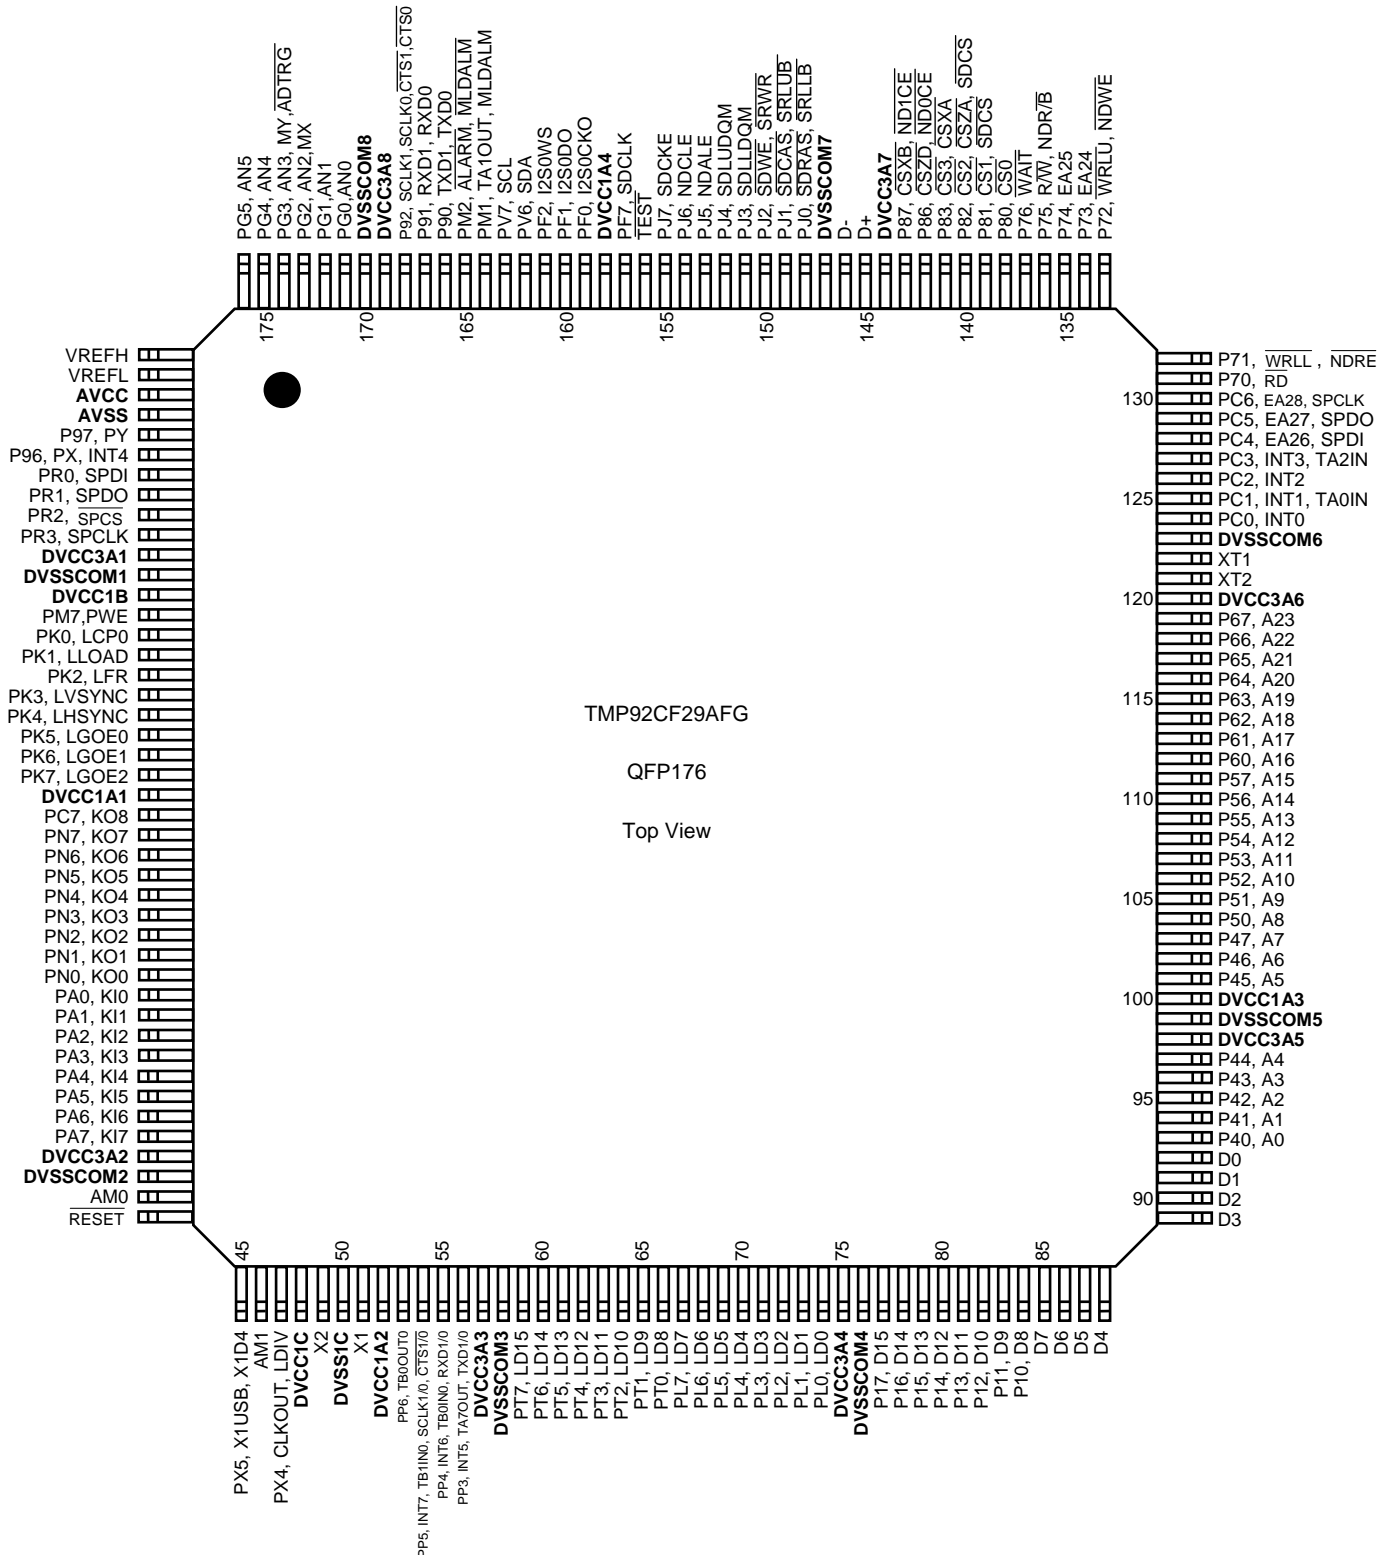 PG5, AN5
PG4, AN4
PG3, AN3, MY,ADTRG
PG2, AN2,MX
PG1,AN1
PG0,AN0
DVSSCOM8
DVCC3A8
P92, SCLK1,SCLK0,CTS1,CTS0
P91, RXD1, RXD0
P90, TXD1, TXD0
PM2, ALARM, MLDALM
PM1, TA1OUT, MLDALM
PV7, SCL
PV6, SDA
PF2, I2S0WS
PF1, I2S0DO
PF0, I2S0CKO
DVCC1A4
PF7, SDCLK
TEST
PJ7, SDCKE
PJ6, NDCLE
PJ5, NDALE
PJ4, SDLUDQM
PJ3, SDLLDQM
PJ2, SDWE, SRWR
PJ1, SDCAS, SRLUB
PJ0, SDRAS, SRLLB
DVSSCOM7
D-
D+
DVCC3A7
P87, CSXB, ND1CE
P86, CSZD, ND0CE
P83, CS3, CSXA
P82, CS2, CSZA, SDCS
P81, CS1, SDCS
P80, CS0
P76, WAIT
P75, R/W, NDR/B
P74, EA25
P73, EA24
P72, WRLU, NDWE
175
170
165
160
155
150
145
140
135
VREFH
VREFL
AVCC
AVSS
P97, PY
P96, PX, INT4
PR0, SPDI
PR1, SPDO
PR2, SPCS
PR3, SPCLK
DVCC3A1
DVSSCOM1
DVCC1B
PM7,PWE
PK0, LCP0
PK1, LLOAD
PK2, LFR
PK3, LVSYNC
PK4, LHSYNC
PK5, LGOE0
PK6, LGOE1
PK7, LGOE2
DVCC1A1
PC7, KO8
PN7, KO7
PN6, KO6
PN5, KO5
PN4, KO4
PN3, KO3
PN2, KO2
PN1, KO1
PN0, KO0
PA0, KI0
PA1, KI1
PA2, KI2
PA3, KI3
PA4, KI4
PA5, KI5
PA6, KI6
PA7, KI7
DVCC3A2
DVSSCOM2
AM0
RESET
TMP92CF29AFG
QFP176
Top View
130
125
120
115
110
105
100
95
90
P71, WRLL , NDRE
P70, RD
PC6, EA28, SPCLK
PC5, EA27, SPDO
PC4, EA26, SPDI
PC3, INT3, TA2IN
PC2, INT2
PC1, INT1, TA0IN
PC0, INT0
DVSSCOM6
XT1
XT2
DVCC3A6
P67, A23
P66, A22
P65, A21
P64, A20
P63, A19
P62, A18
P61, A17
P60, A16
P57, A15
P56, A14
P55, A13
P54, A12
P53, A11
P52, A10
P51, A9
P50, A8
P47, A7
P46, A6
P45, A5
DVCC1A3
DVSSCOM5
DVCC3A5
P44, A4
P43, A3
P42, A2
P41, A1
P40, A0
D0
D1
D2
D3
45
50
55
60
65
70
75
80
85
PX5, X1USB, X1D4
AM1
PX4, CLKOUT, LDIV
DVCC1C
X2
DVSS1C
X1
DVCC1A2
PP6, TB0OUT0
PP5, INT7, TB1IN0, SCLK1/0, CTS1/0
PP4, INT6, TB0IN0, RXD1/0
PP3, INT5, TA7OUT, TXD1/0
DVCC3A3
DVSSCOM3
PT7, LD15
PT6, LD14
PT5, LD13
PT4, LD12
PT3, LD11
PT2, LD10
PT1, LD9
PT0, LD8
PL7, LD7
PL6, LD6
PL5, LD5
PL4, LD4
PL3, LD3
PL2, LD2
PL1, LD1
PL0, LD0
DVCC3A4
DVSSCOM4
P17, D15
P16, D14
P15, D13
P14, D12
P13, D11
P12, D10
P11, D9
P10, D8
D7
D6
D5
D4